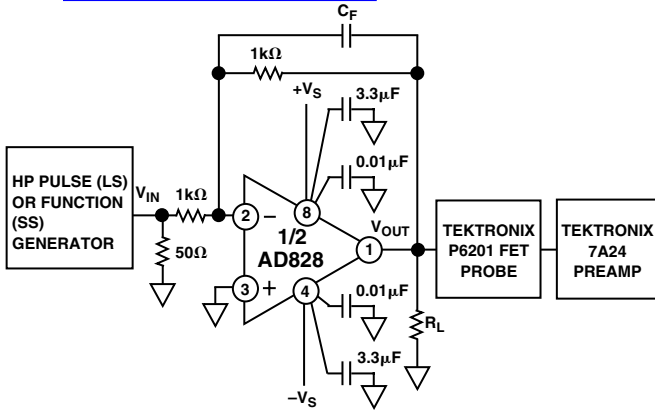 CF
1kΩ
+VS
3.3µF
0.01µF
HP PULSE (LS)
OR FUNCTION
(SS)
GENERATOR
VIN
1kΩ
50Ω
2
−
8
1/2
AD828
1
VOUT
3
+
4
TEKTRONIX
P6201 FET
PROBE
TEKTRONIX
7A24
PREAMP
0.01µF
RL
3.3µF
−VS